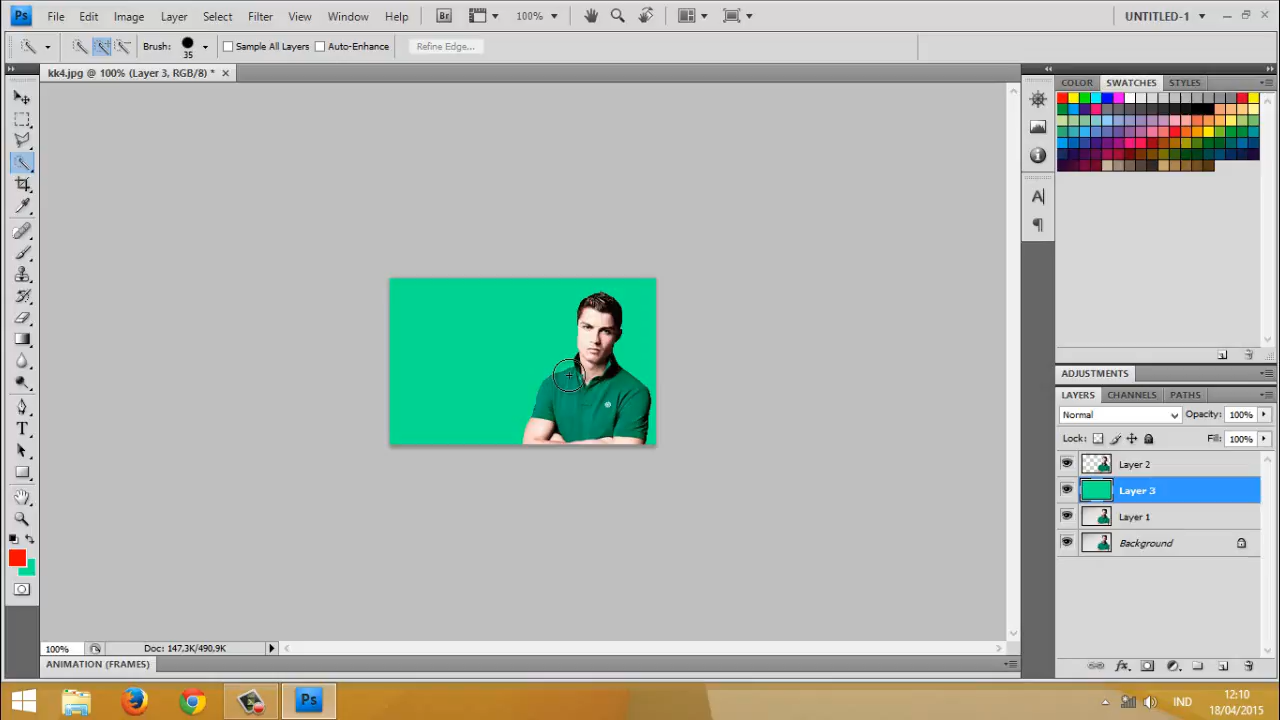 Ps File Edit Image Layer Select Filter View Window Help Br 100% UNTITLED-1
Brush: 35 Sample All Layers Auto-Enhance Refine Edge...
kk4.jpg @ 100% (Layer 3, RGB/8) *
COLOR SWATCHES STYLES
ADJUSTMENTS
LAYERS CHANNELS PATHS
Normal Opacity: 100%
Lock: Fill: 100%
Layer 2
Layer 3
Layer 1
Background
100% Doc: 147,3K/490,9K
ANIMATION (FRAMES)
Ps IND 12:10
18/04/2015